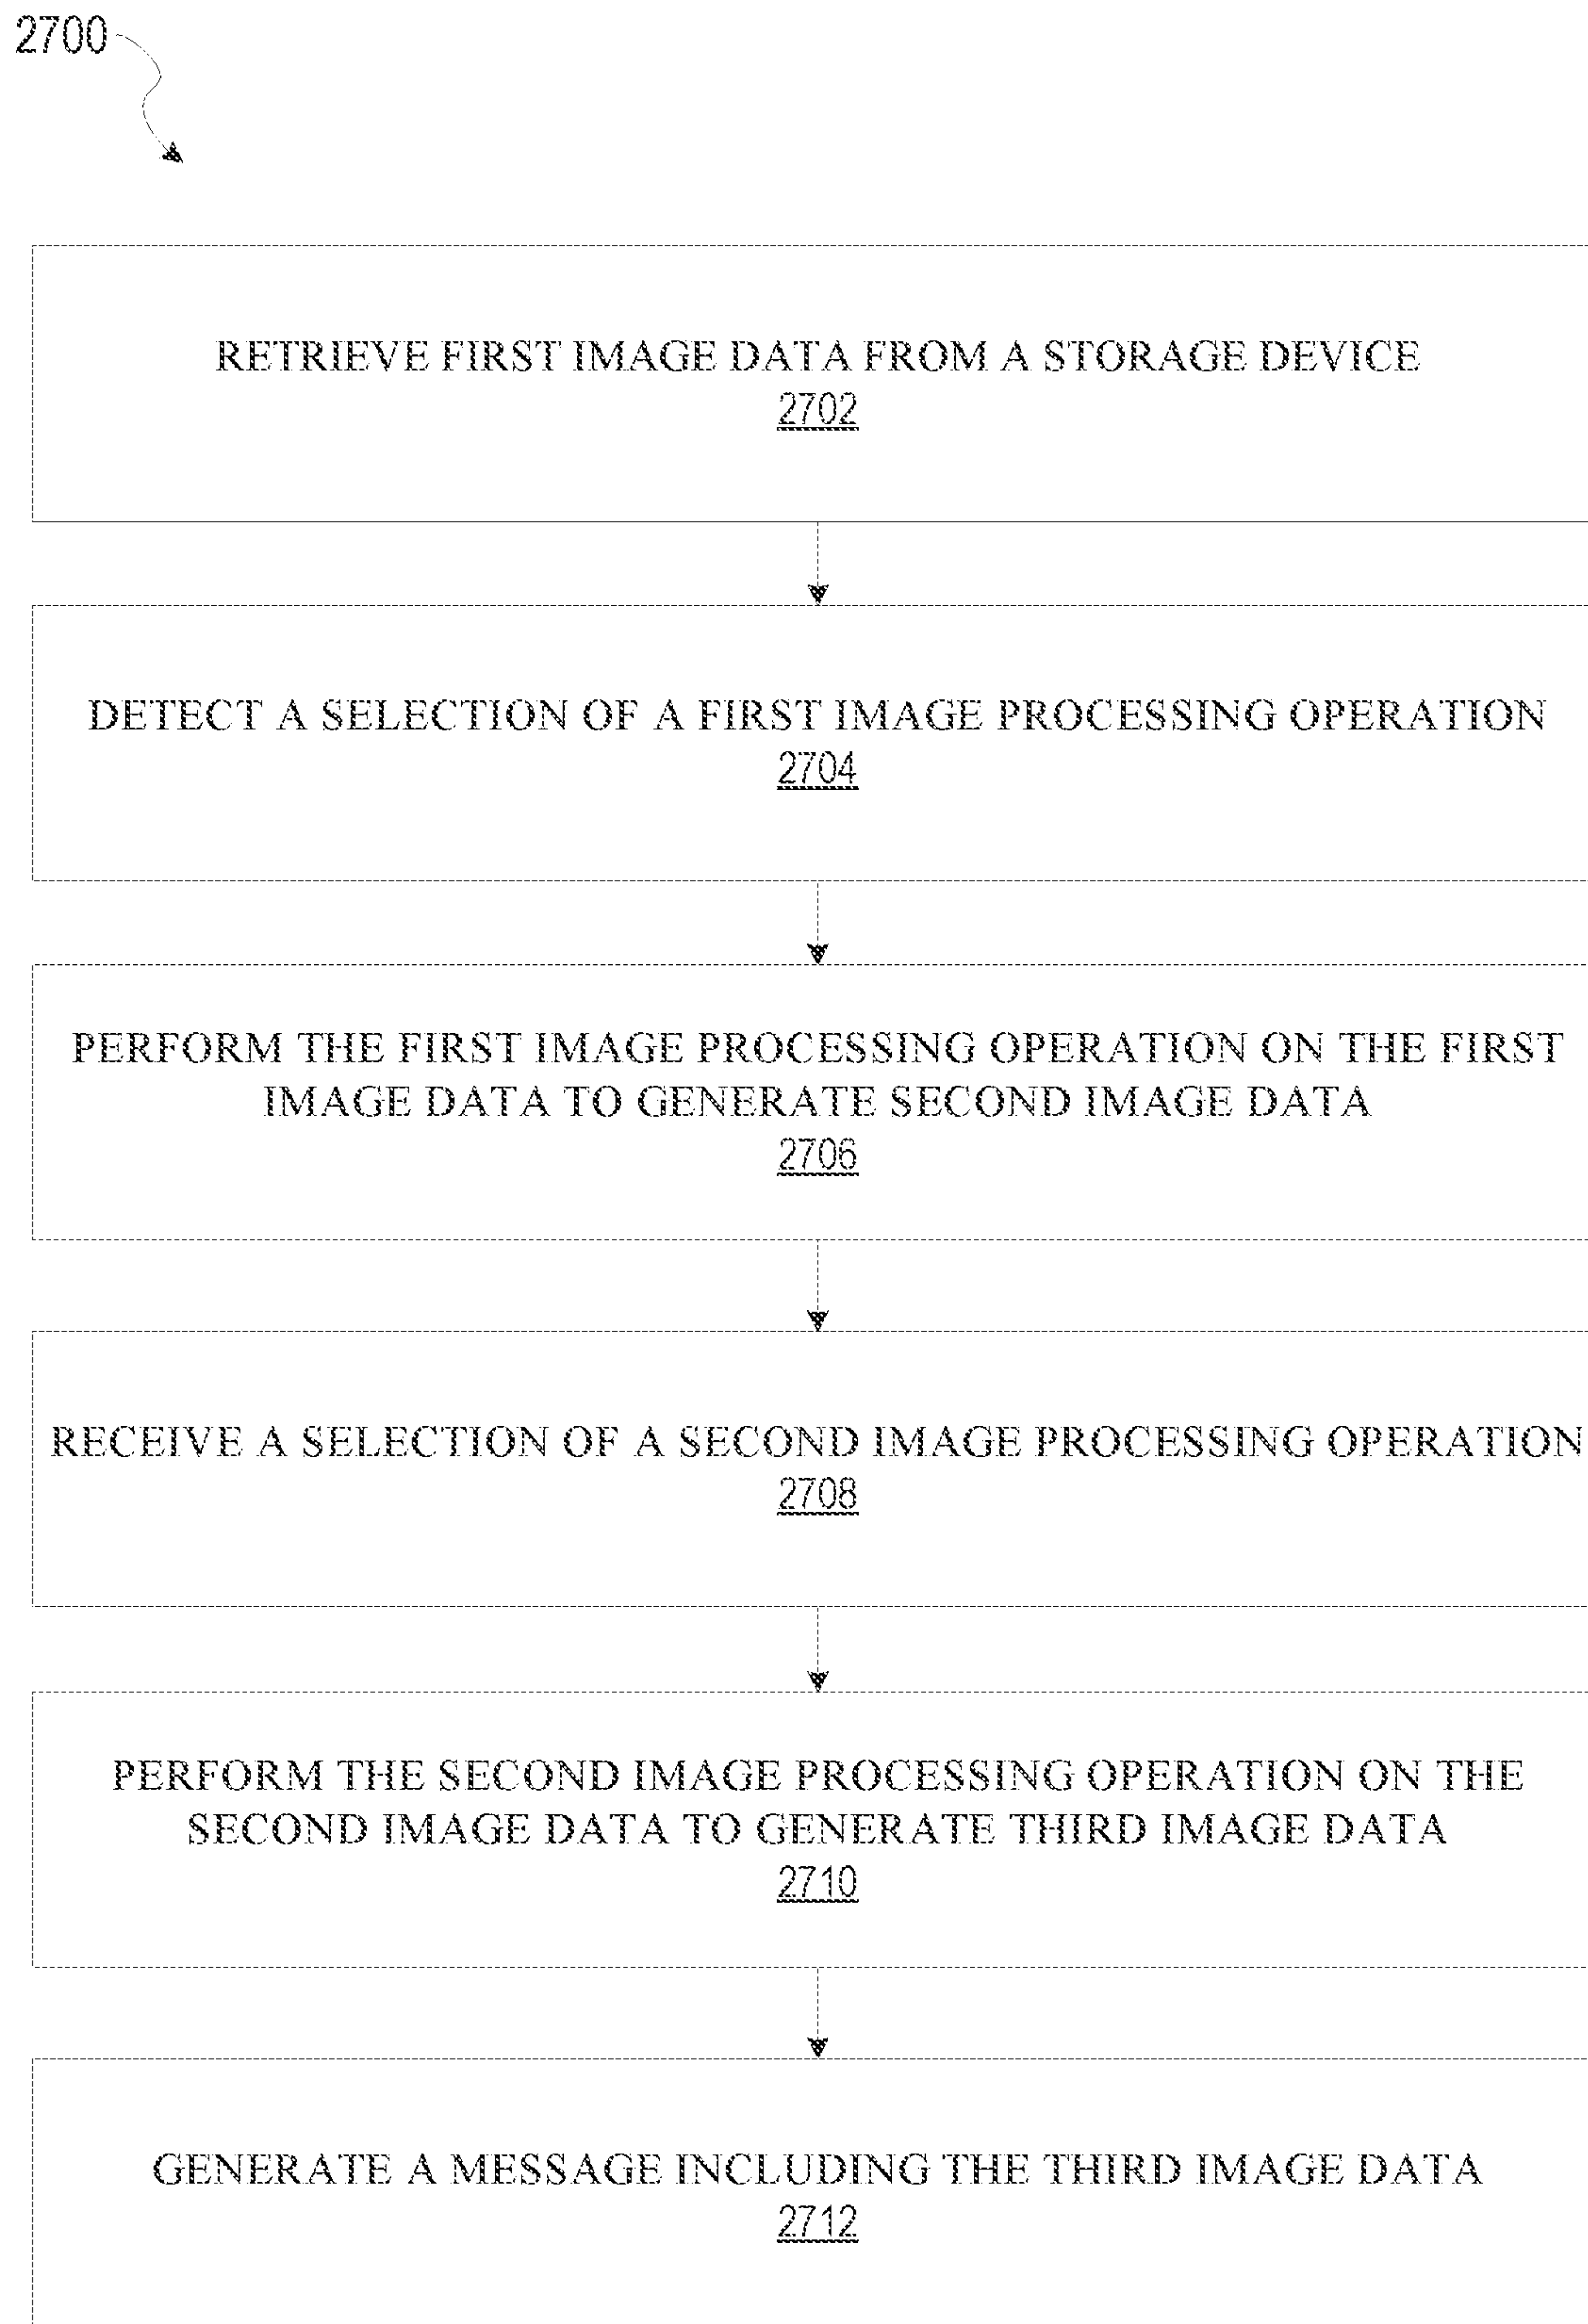 2700
RETRIEVE FIRST IMAGE DATA FROM A STORAGE DEVICE
2702
DETECT A SELECTION OF A FIRST IMAGE PROCESSING OPERATION
2704
PERFORM THE FIRST IMAGE PROCESSING OPERATION ON THE FIRST
IMAGE DATA TO GENERATE SECOND IMAGE DATA
2706
RECEIVE A SELECTION OF A SECOND IMAGE PROCESSING OPERATION
2708
PERFORM THE SECOND IMAGE PROCESSING OPERATION ON THE
SECOND IMAGE DATA TO GENERATE THIRD IMAGE DATA
2710
GENERATE A MESSAGE INCLUDING THE THIRD IMAGE DATA
2712